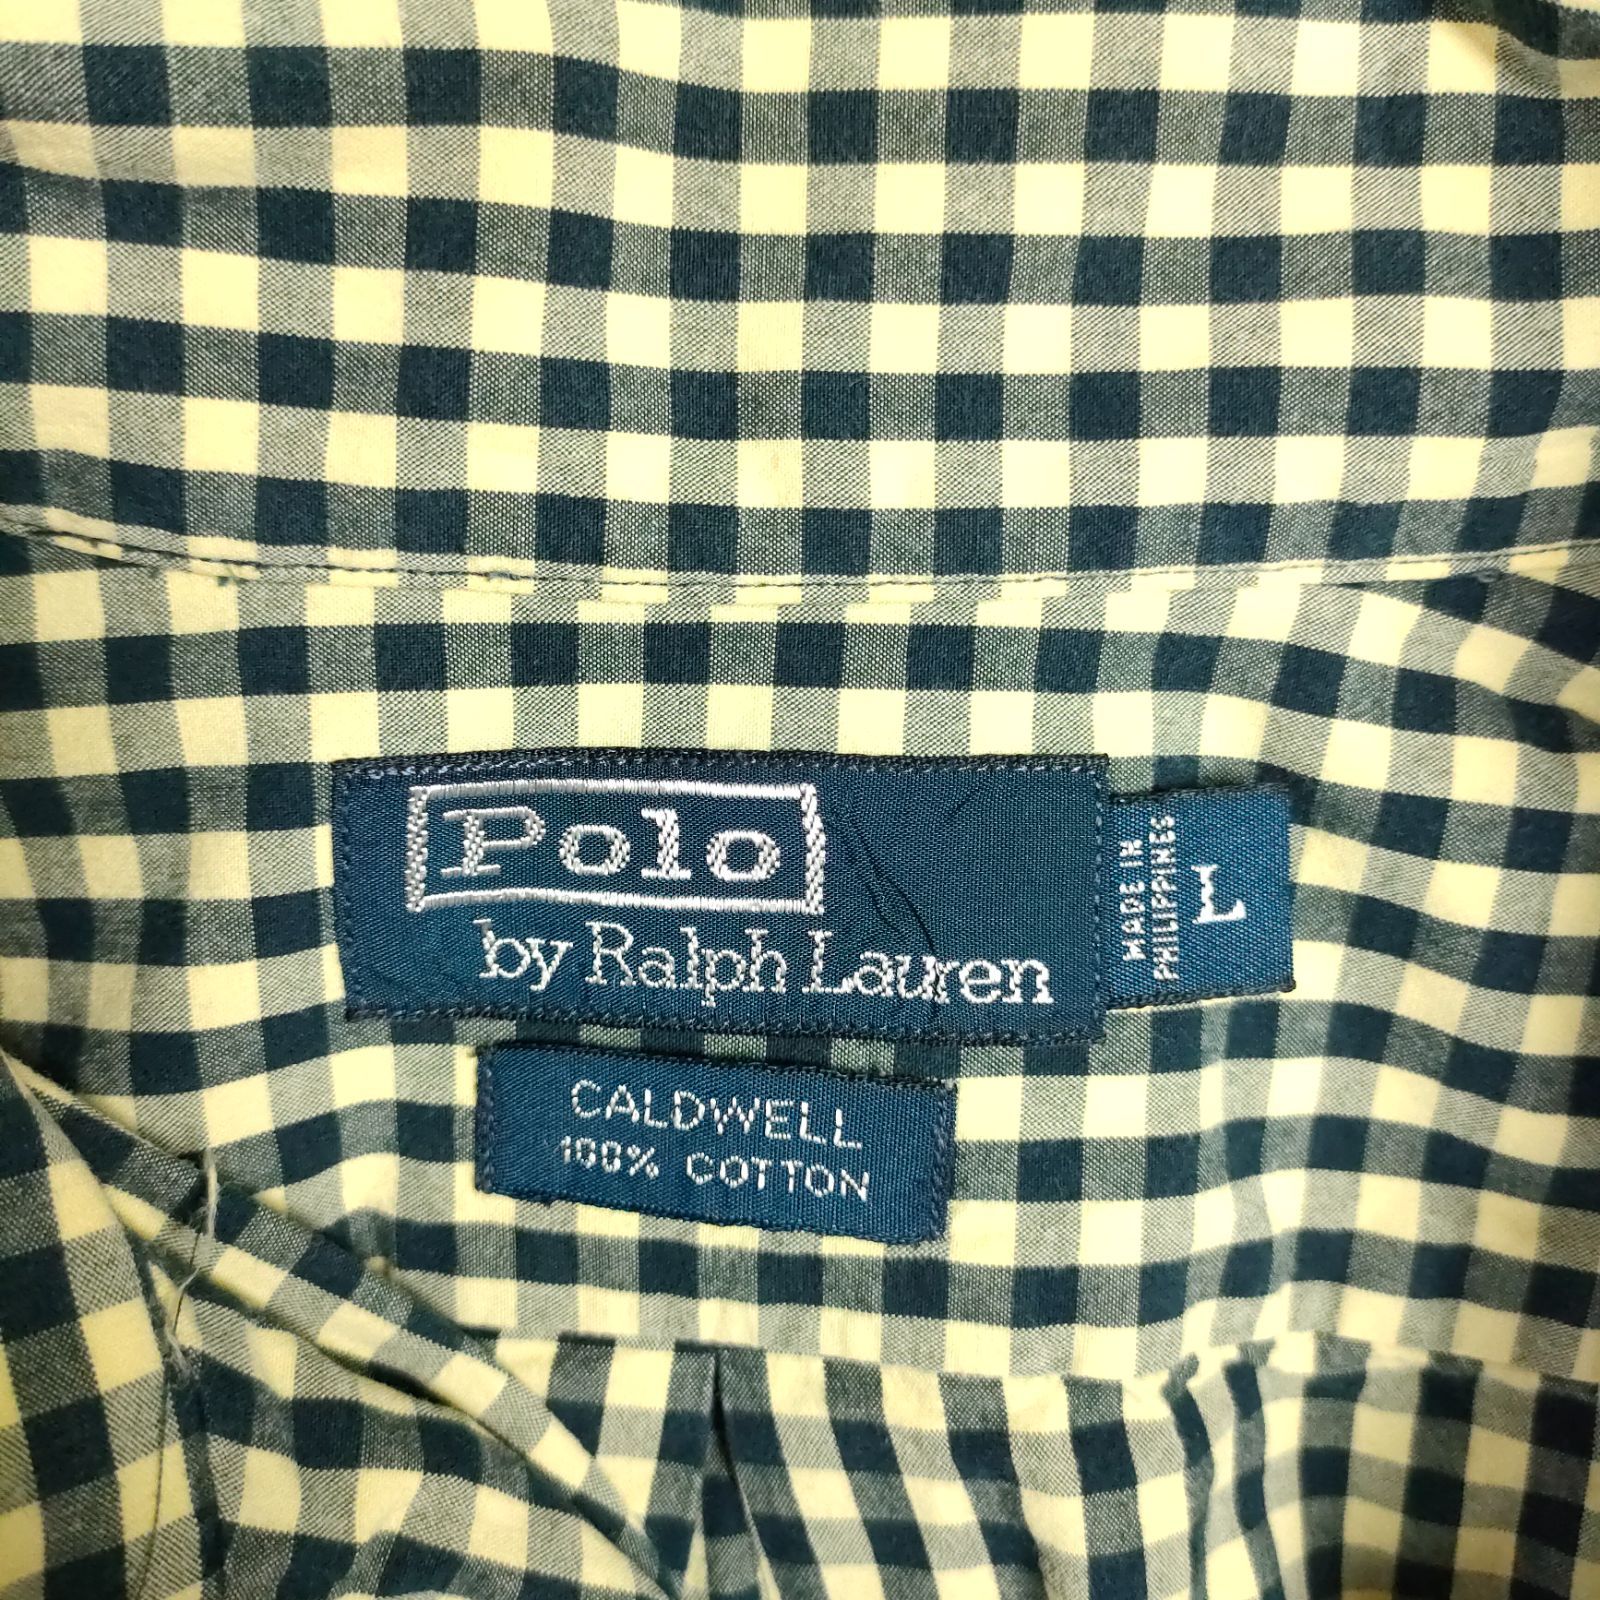 Polo
by Ralph Lauren
MADE IN
PHILIPPINES
L
CALDWELL
100% COTTON